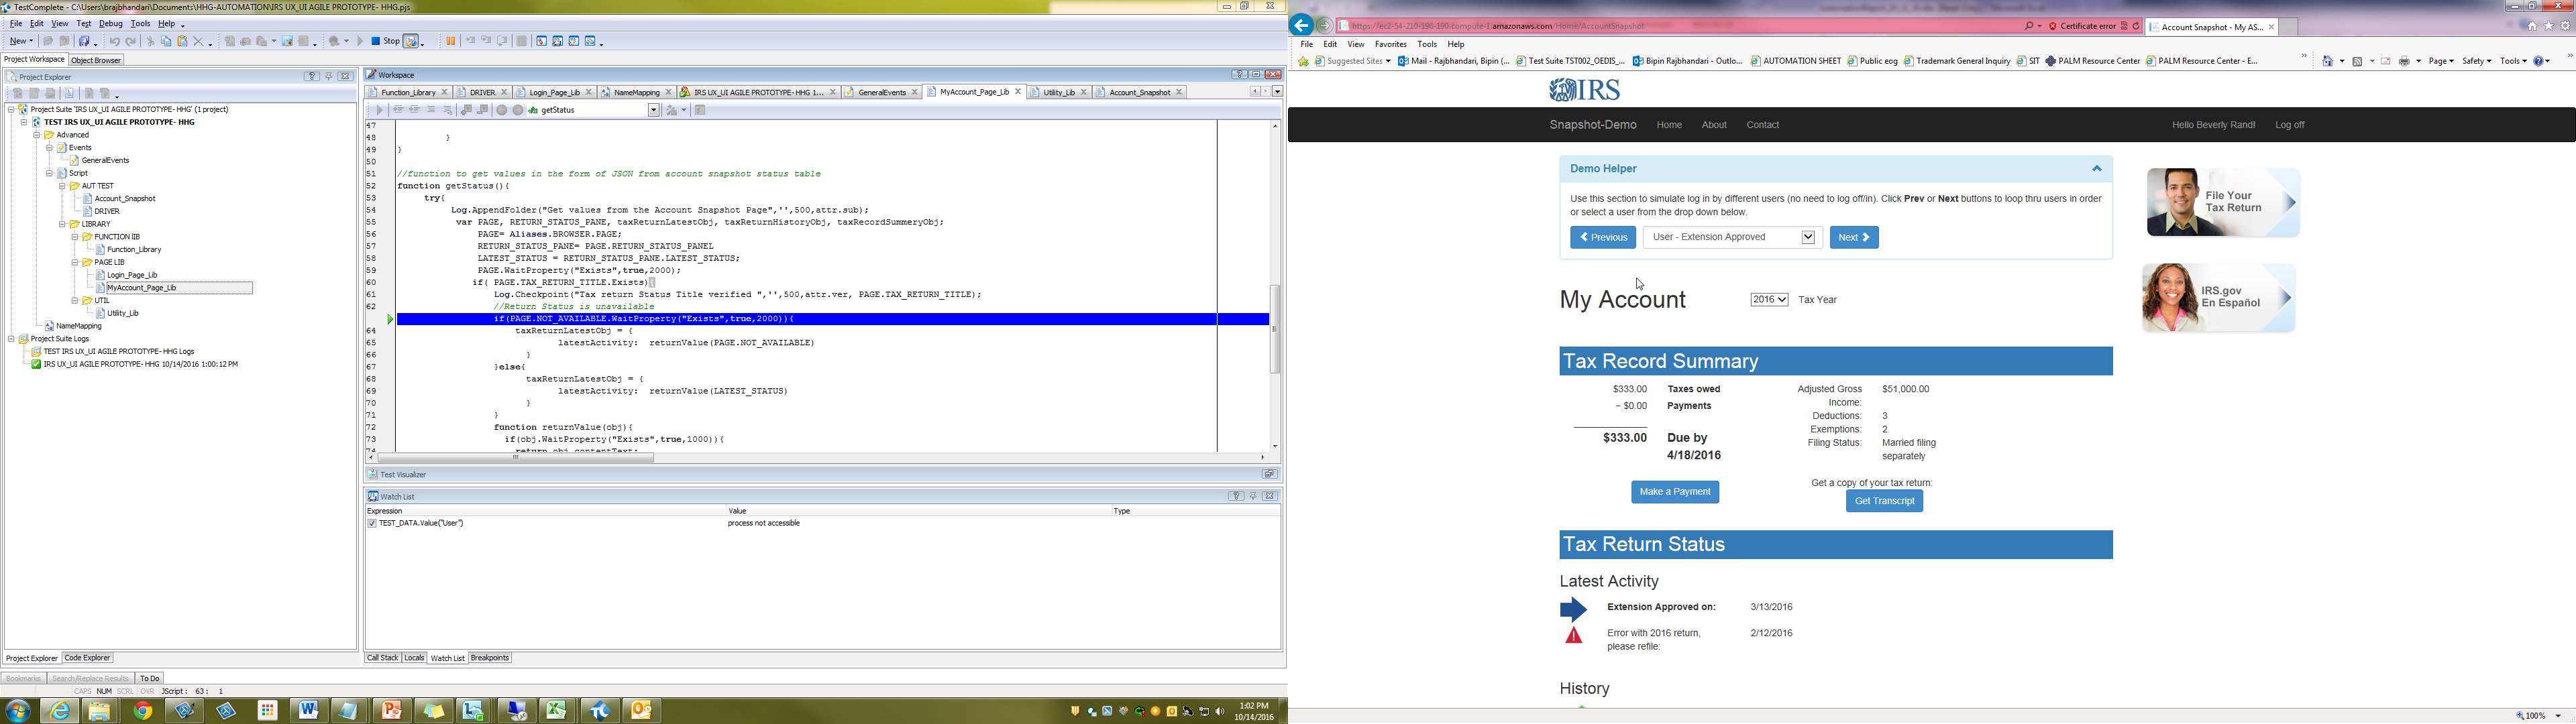 TestComplete - C:\Users\brajbhandari\Documents\HHG-AUTOMATION\IRS UX_UI AGILE PROTOTYPE- HHG.pjs
File Edit View Test Debug Tools Help
New Stop
Project Workspace Object Browser
Project Explorer
Project Suite 'IRS UX_UI AGILE PROTOTYPE-HHG' (1 project)
TEST IRS UX_UI AGILE PROTOTYPE- HHG
Advanced
Events
GeneralEvents
Script
AUT TEST
Account_Snapshot
DRIVER
LIBRARY
FUNCTION lIB
Function_Library
PAGE LIB
Login_Page_Lib
MyAccount_Page_Lib
UTIL
Utility_Lib
NameMapping
Project Suite Logs
TEST IRS UX_UI AGILE PROTOTYPE- HHG Logs
IRS UX_UI AGILE PROTOTYPE-HHG 10/14/2016 1:00:12 PM
Project Explorer Code Explorer
Bookmarks Search/Replace Results To Do
CAPS NUM SCRL OVR JScript: 63: 1
Workspace
Function_Library DRIVER Login_Page_Lib NameMapping IRS UX_UI AGILE PROTOTYPE-HHG 1... GeneralEvents MyAccount_Page_Lib Utility_Lib Account_Snapshot
getStatus
47
48 }
49 }
50
51 //function to get values in the form of JSON from account snapshot status table
52 function getStatus(){
53 try{
54 Log.AppendFolder("Get values from the Account Snapshot Page",'',500,attr.sub);
55 var PAGE, RETURN_STATUS_PANE, taxReturnLatestObj, taxReturnHistoryObj, taxRecordSummeryObj;
56 PAGE= Aliases.BROWSER.PAGE;
57 RETURN_STATUS_PANE= PAGE.RETURN_STATUS_PANEL
58 LATEST_STATUS = RETURN_STATUS_PANE.LATEST_STATUS;
59 PAGE.WaitProperty("Exists",true,2000);
60 if( PAGE.TAX_RETURN_TITLE.Exists){
61 Log.Checkpoint("Tax return Status Title verified ",'',500,attr.ver, PAGE.TAX_RETURN_TITLE);
62 //Return Status is unavailable
if(PAGE.NOT_AVAILABLE.WaitProperty("Exists",true,2000)){
64 taxReturnLatestObj = {
65 latestActivity: returnValue(PAGE.NOT_AVAILABLE)
66 }
67 }else{
68 taxReturnLatestObj = {
69 latestActivity: returnValue(LATEST_STATUS)
70 }
71 }
72 function returnValue(obj){
73 if(obj.WaitProperty("Exists",true,1000)){
74 return obj.contentText;
Test Visualizer
Watch List
Expression Value Type
TEST_DATA.Value("User") process not accessible
Call Stack Locals Watch List Breakpoints
1:02 PM
10/14/2016
https://ec2-54-210-196-190.compute-1.amazonaws.com/Home/AccountSnapshot Certificate error Account Snapshot - My AS...
File Edit View Favorites Tools Help
Suggested Sites Mail - Rajbhandari, Bipin (... Test Suite TST002_OEDIS_... Bipin Rajbhandari - Outlo... AUTOMATION SHEET Public eog Trademark General Inquiry SIT PALM Resource Center PALM Resource Center - E... Page Safety Tools
IRS
Snapshot-Demo Home About Contact Hello Beverly Rand! Log off
Demo Helper
Use this section to simulate log in by different users (no need to log off/in). Click Prev or Next buttons to loop thru users in order
or select a user from the drop down below.
Previous User - Extension Approved Next
File Your
Tax Return
IRS.gov
En Español
My Account 2016 Tax Year
Tax Record Summary
$333.00 Taxes owed Adjusted Gross Income: $51,000.00
− $0.00 Payments
Deductions: 3
Exemptions: 2
$333.00 Due by 4/18/2016 Filing Status: Married filing separately
Make a Payment
Get a copy of your tax return:
Get Transcript
Tax Return Status
Latest Activity
Extension Approved on: 3/13/2016
Error with 2016 return, 2/12/2016
please refile:
History
100%